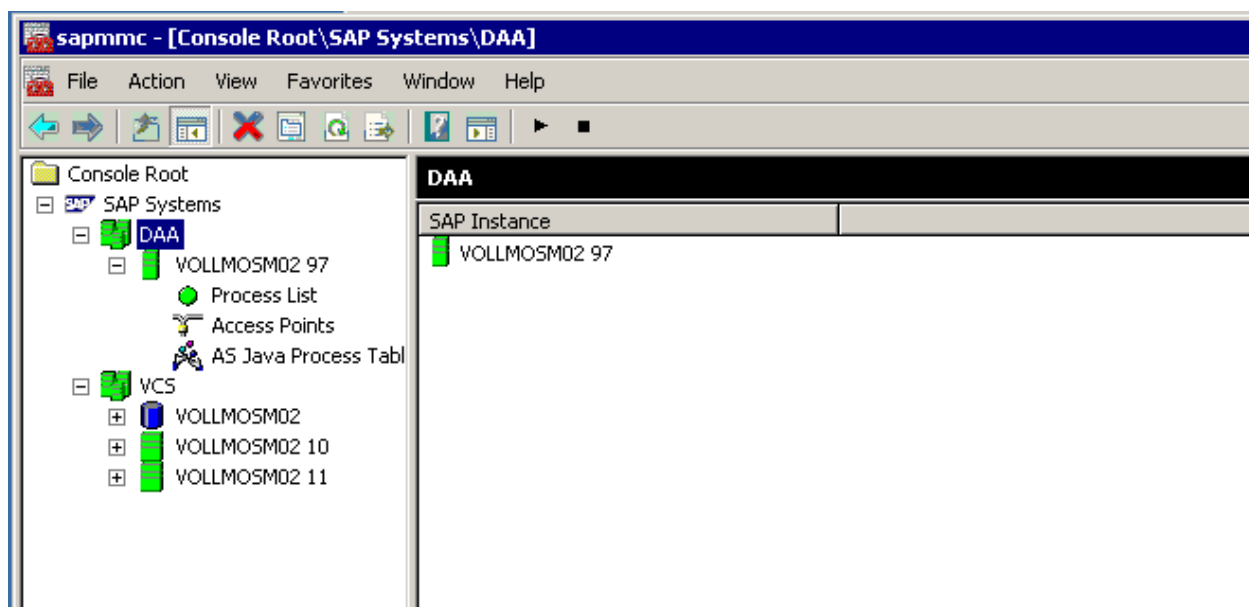 sapmmc - [Console Root\SAP Systems\DAA]
File Action View Favorites Window Help
Console Root
SAP SAP Systems
DAA
VOLLMOSM02 97
Process List
Access Points
AS Java Process Tabl
VCS
VOLLMOSM02
VOLLMOSM02 10
VOLLMOSM02 11
DAA
SAP Instance
VOLLMOSM02 97